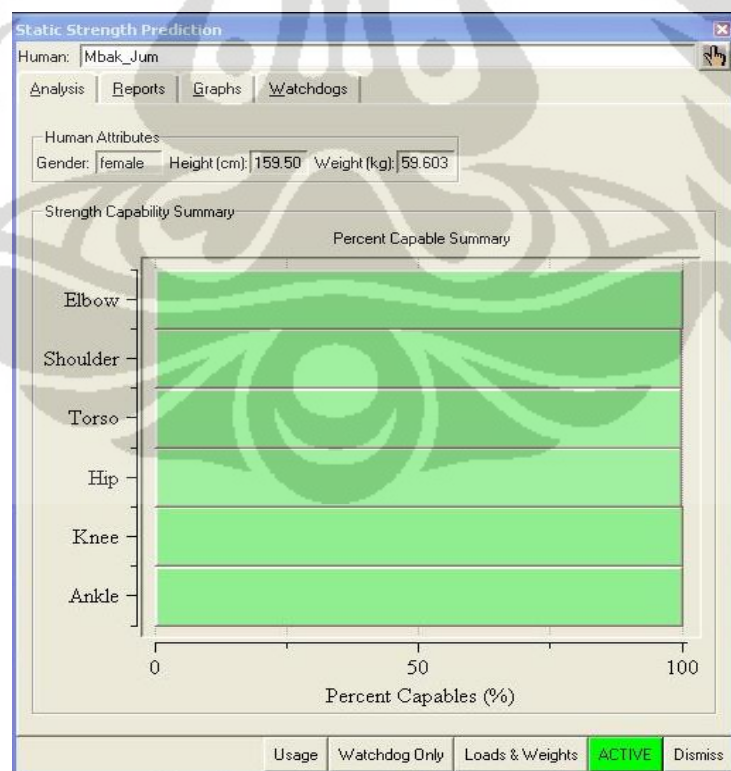 Static Strength Prediction
Human: Mbak_Jum
Analysis Reports Graphs Watchdogs
Human Attributes
Gender: female Height (cm): 159.50 Weight (kg): 59.603
Strength Capability Summary
Percent Capable Summary
Elbow
Shoulder
Torso
Hip
Knee
Ankle
0 50 100
Percent Capables (%)
Usage Watchdog Only Loads & Weights ACTIVE Dismiss